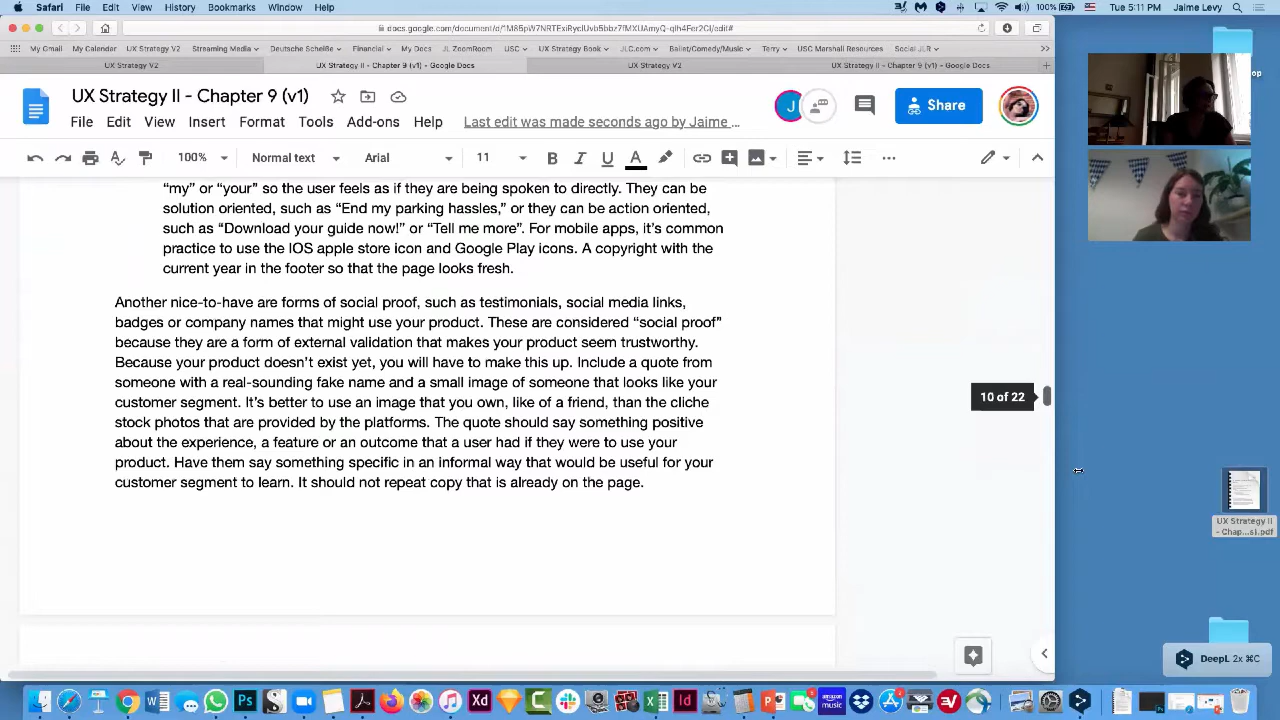 Safari File Edit View History Bookmarks Window Help
100% Tue 5:11 PM Jaime Levy
My Gmail My Calendar UX Strategy V2 Streaming Media Deutsche Scheiße Financial My Docs JL ZoomRoom USC UX Strategy Book JLC.com Ballet/Comedy/Music Terry USC Marshall Resources Social JLR
UX Strategy V2 UX Strategy II - Chapter 9 (v1) - Google Docs UX Strategy V2 UX Strategy II - Chapter 9 (v1) - Google Docs
UX Strategy II - Chapter 9 (v1)
J
Share
File Edit View Insert Format Tools Add-ons Help Last edit was made seconds ago by Jaime ...
100% Normal text Arial 11 B I U A
“my” or “your” so the user feels as if they are being spoken to directly. They can be
solution oriented, such as “End my parking hassles,” or they can be action oriented,
such as “Download your guide now!” or “Tell me more”. For mobile apps, it’s common
practice to use the IOS apple store icon and Google Play icons. A copyright with the
current year in the footer so that the page looks fresh.
Another nice-to-have are forms of social proof, such as testimonials, social media links,
badges or company names that might use your product. These are considered “social proof”
because they are a form of external validation that makes your product seem trustworthy.
Because your product doesn’t exist yet, you will have to make this up. Include a quote from
someone with a real-sounding fake name and a small image of someone that looks like your
customer segment. It’s better to use an image that you own, like of a friend, than the cliche
stock photos that are provided by the platforms. The quote should say something positive
about the experience, a feature or an outcome that a user had if they were to use your
product. Have them say something specific in an informal way that would be useful for your
customer segment to learn. It should not repeat copy that is already on the page.
10 of 22
UX Strategy II
- Chap...s).pdf
DeepL 2x ⌘C
W Ps S Xd X Id P amazon music